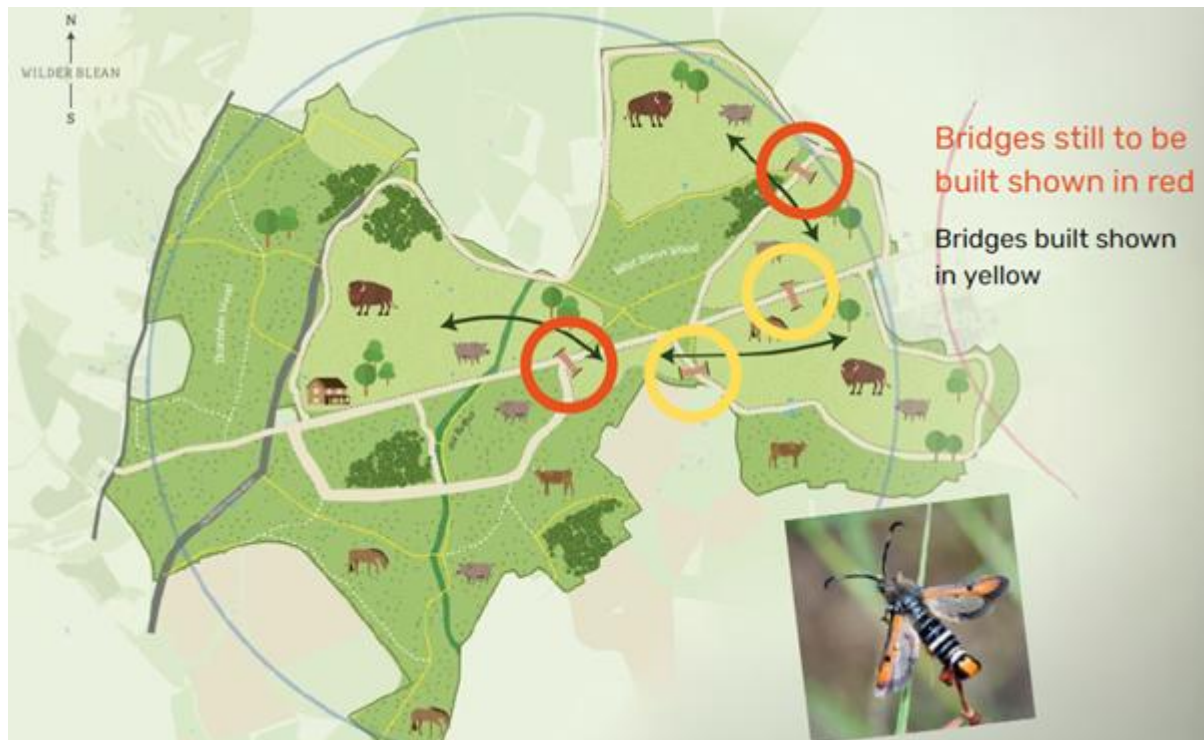 N
WILDER BLEAN
S
Bridges still to be
built shown in red
Bridges built shown
in yellow
West Blean Wood
Thornden Wood